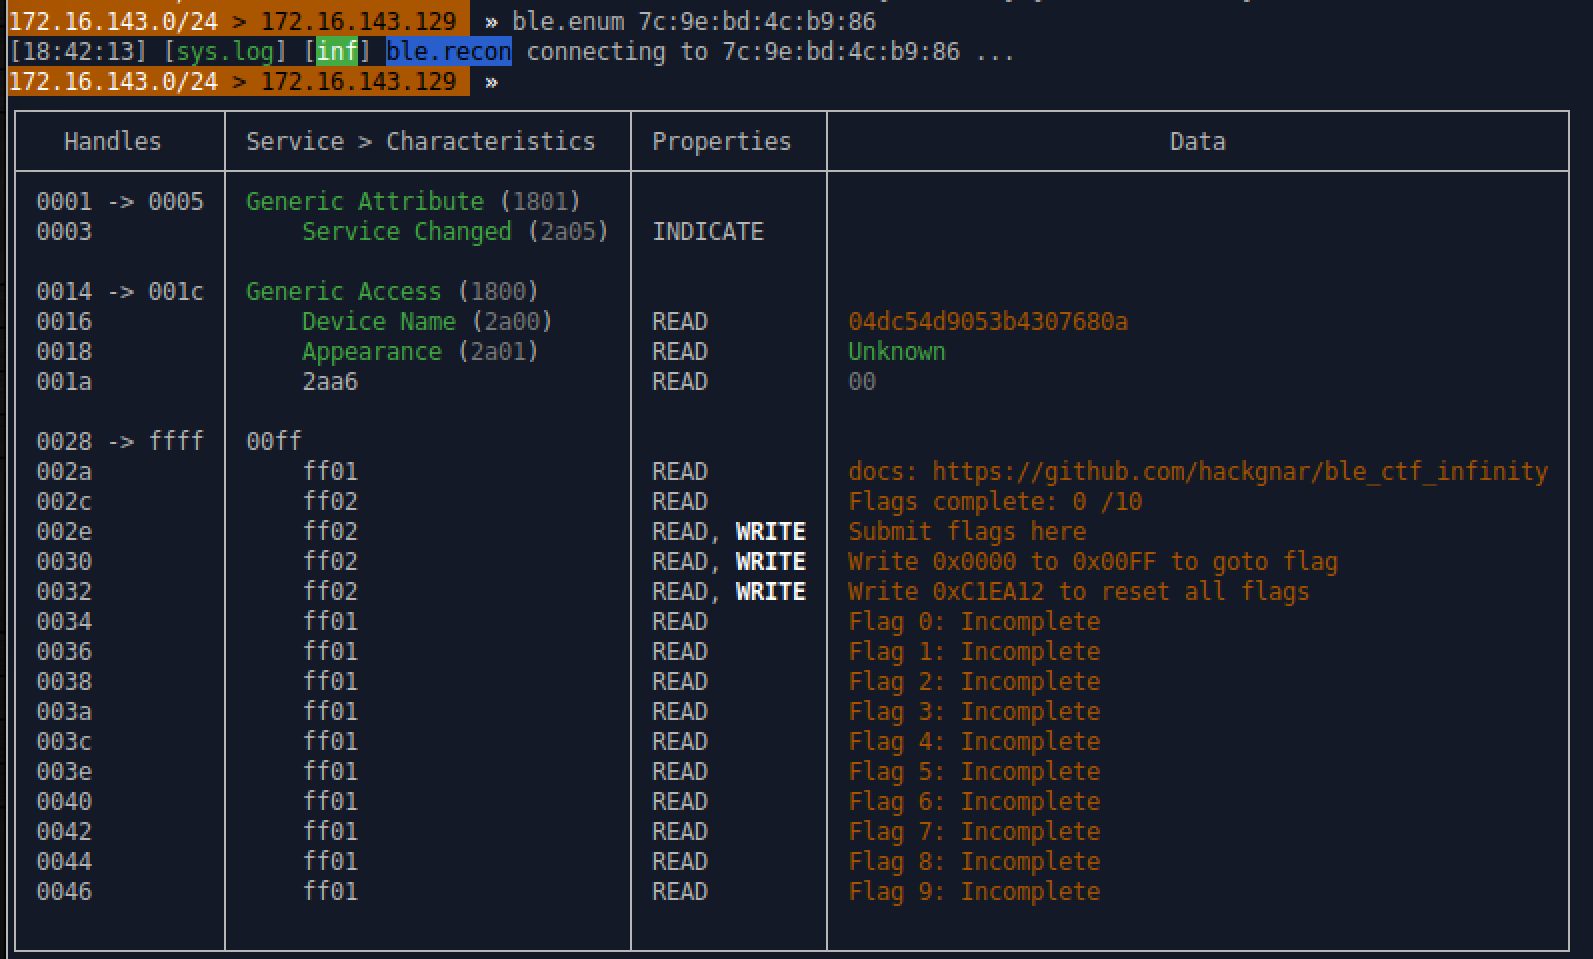 172.16.143.0/24 > 172.16.143.129 » ble.enum 7c:9e:bd:4c:b9:86
[18:42:13] [sys.log] [inf] ble.recon connecting to 7c:9e:bd:4c:b9:86 ...
172.16.143.0/24 > 172.16.143.129 »
Handles Service > Characteristics Properties Data
0001 -> 0005 Generic Attribute (1801)
0003 Service Changed (2a05) INDICATE
0014 -> 001c Generic Access (1800)
0016 Device Name (2a00) READ 04dc54d9053b4307680a
0018 Appearance (2a01) READ Unknown
001a 2aa6 READ 00
0028 -> ffff 00ff
002a ff01 READ docs: https://github.com/hackgnar/ble_ctf_infinity
002c ff02 READ Flags complete: 0 /10
002e ff02 READ, WRITE Submit flags here
0030 ff02 READ, WRITE Write 0x0000 to 0x00FF to goto flag
0032 ff02 READ, WRITE Write 0xC1EA12 to reset all flags
0034 ff01 READ Flag 0: Incomplete
0036 ff01 READ Flag 1: Incomplete
0038 ff01 READ Flag 2: Incomplete
003a ff01 READ Flag 3: Incomplete
003c ff01 READ Flag 4: Incomplete
003e ff01 READ Flag 5: Incomplete
0040 ff01 READ Flag 6: Incomplete
0042 ff01 READ Flag 7: Incomplete
0044 ff01 READ Flag 8: Incomplete
0046 ff01 READ Flag 9: Incomplete